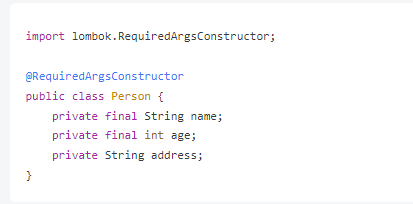 import lombok.RequiredArgsConstructor;
@RequiredArgsConstructor
public class Person {
    private final String name;
    private final int age;
    private String address;
}